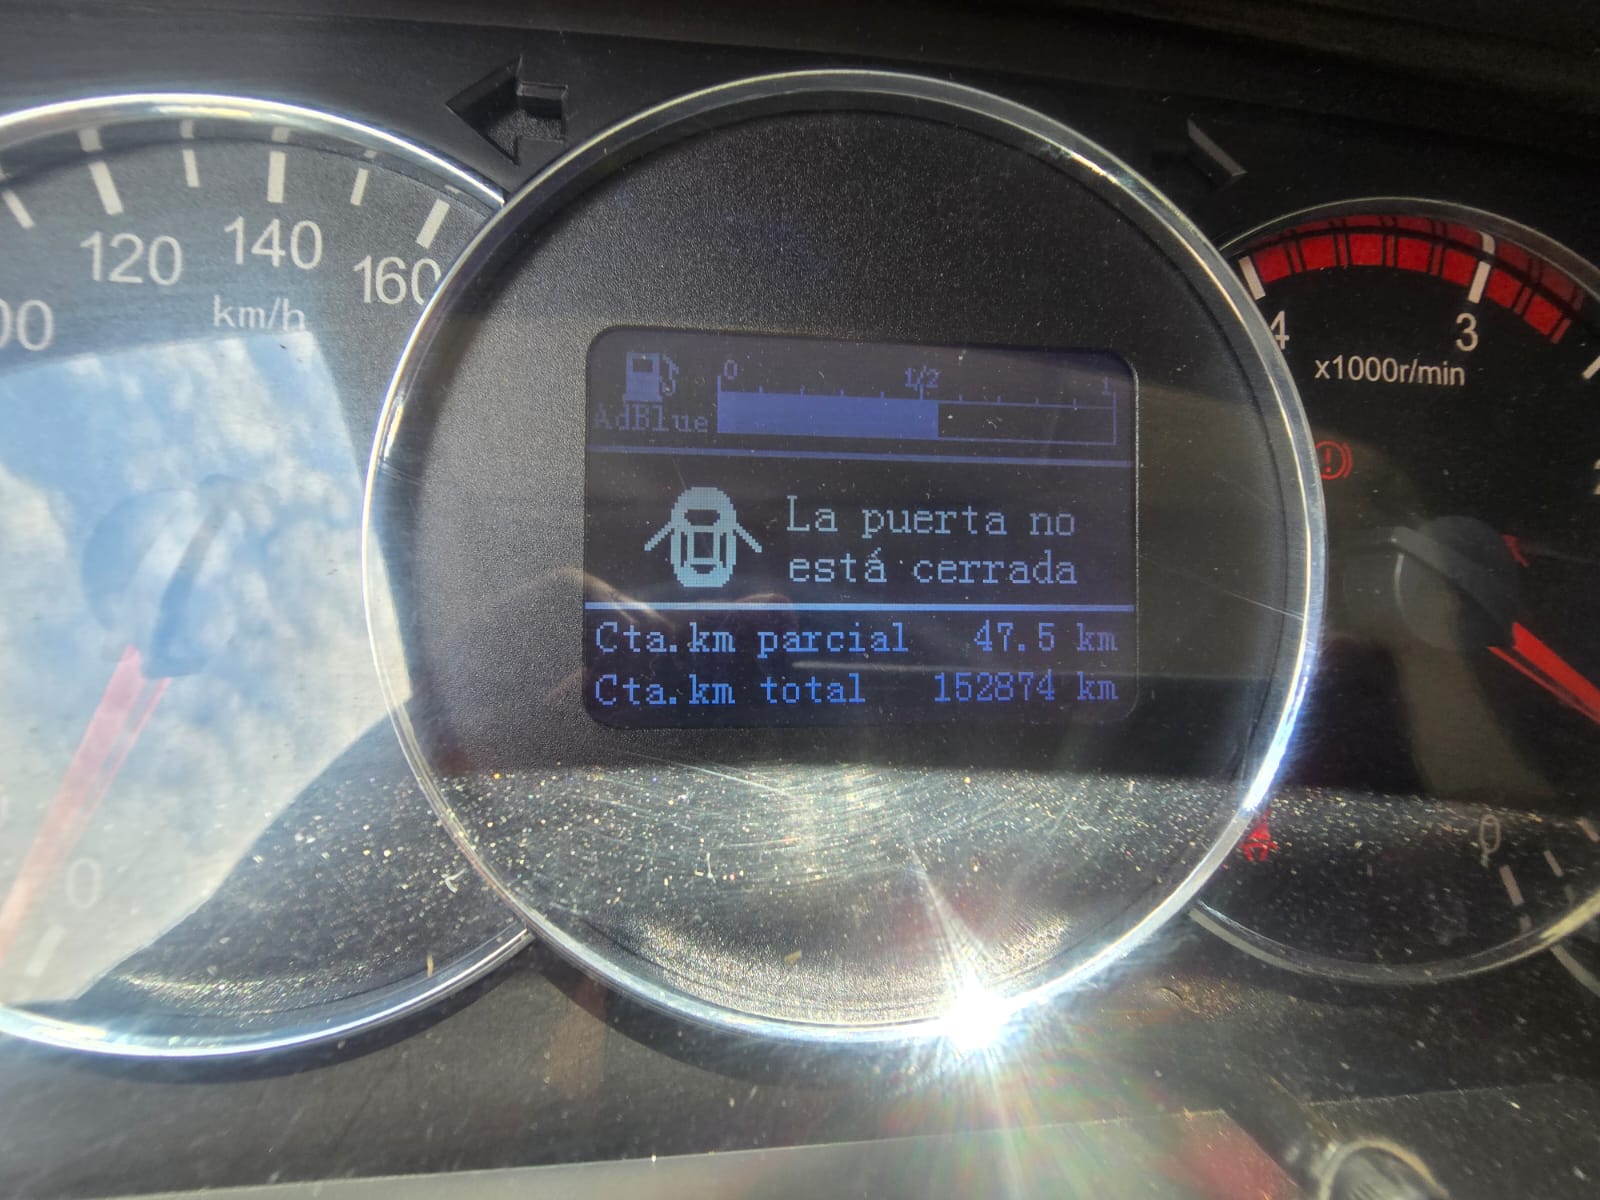 120
140
160
km/h
0
0
1/2
1
AdBlue
La puerta no
está cerrada
Cta.km parcial 47.5 km
Cta.km total 152874 km
4
3
x1000r/min
0